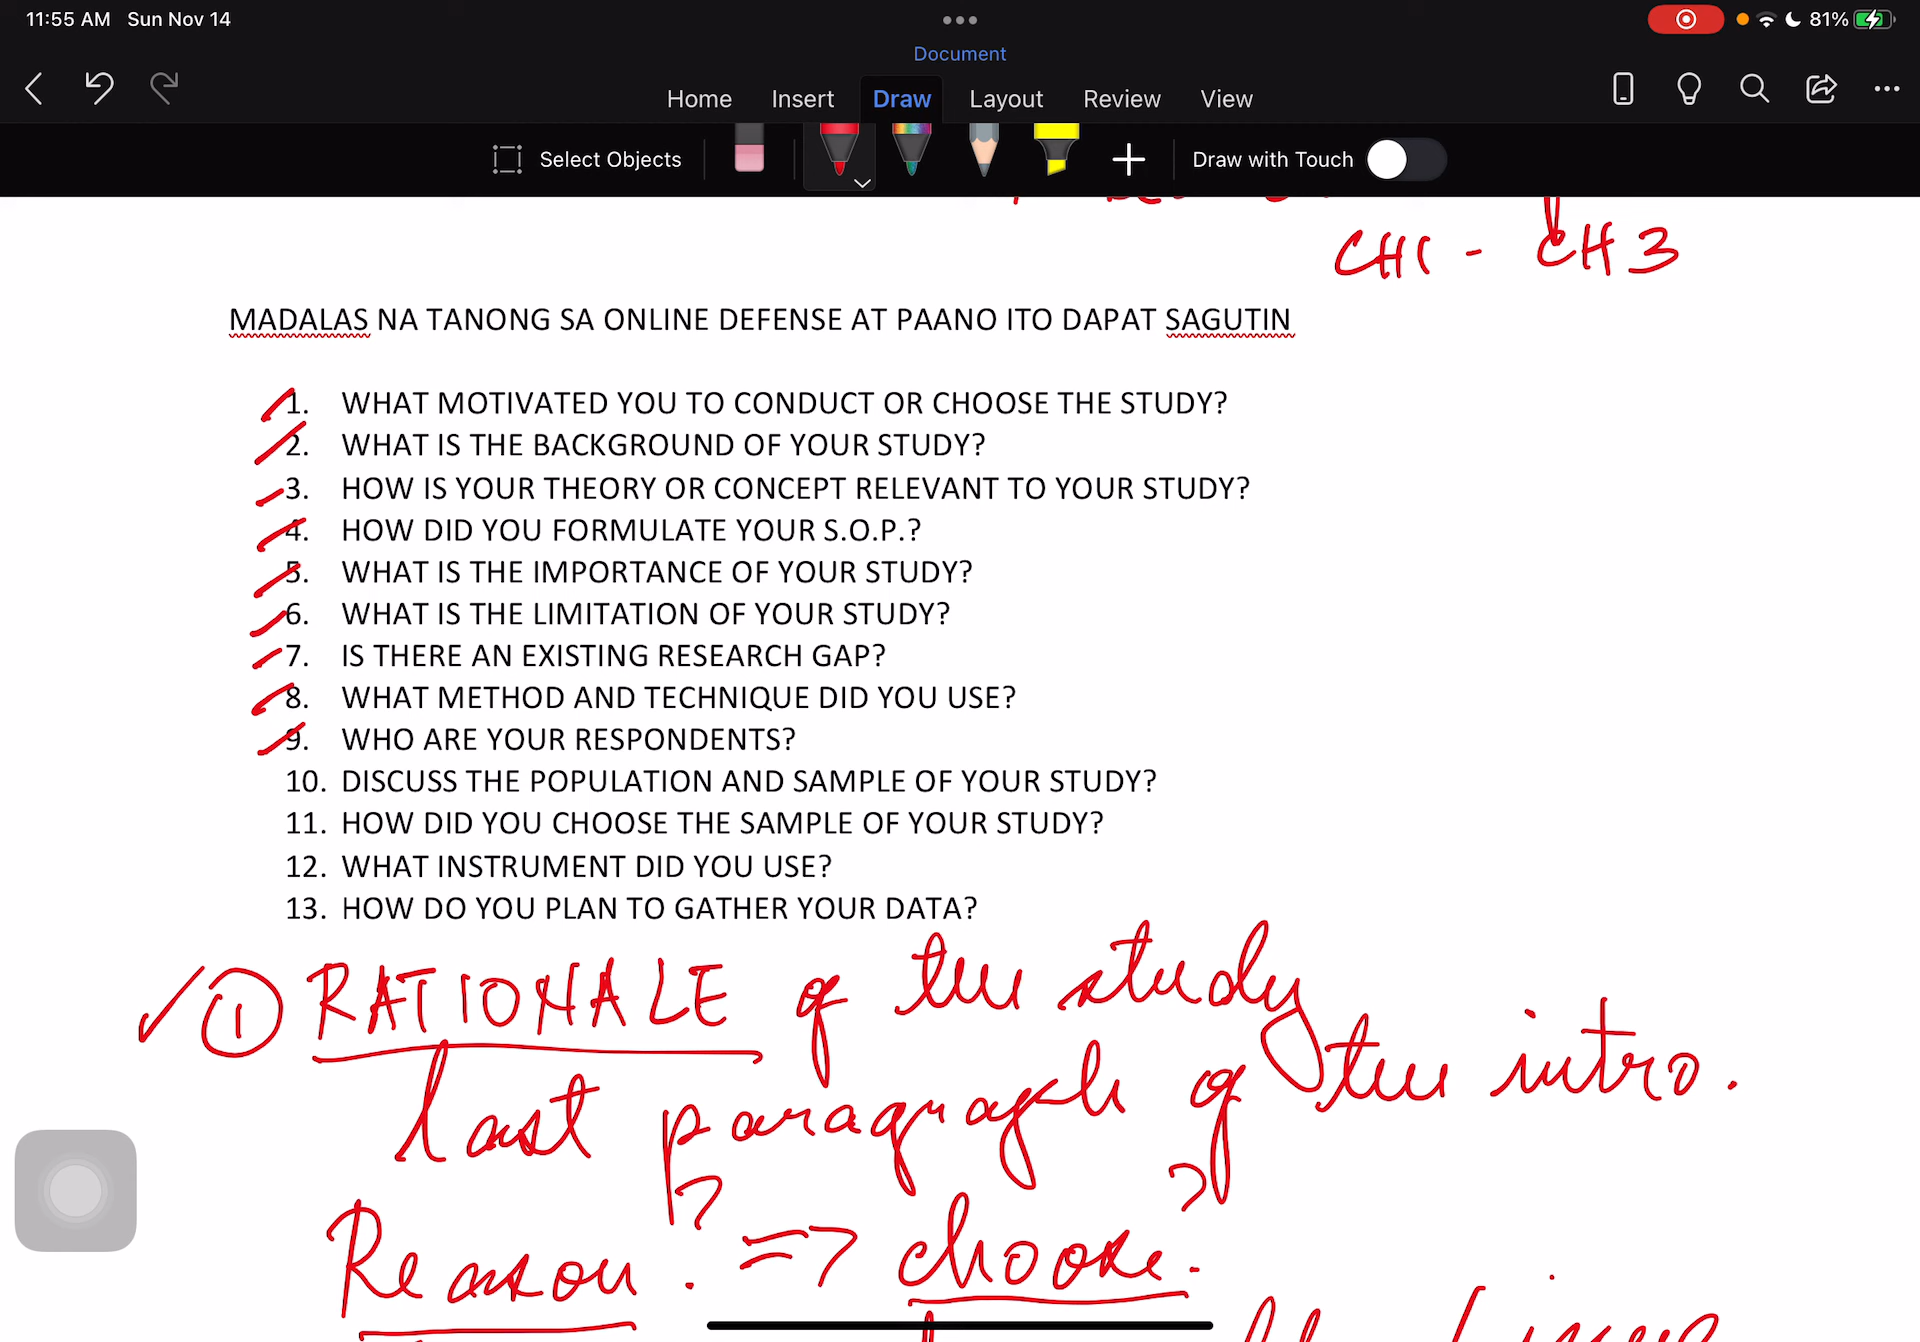 11:55 AM Sun Nov 14
81%
Document
Home Insert Draw Layout Review View
Select Objects
Draw with Touch
CH1 - CH3
MADALAS NA TANONG SA ONLINE DEFENSE AT PAANO ITO DAPAT SAGUTIN
1. WHAT MOTIVATED YOU TO CONDUCT OR CHOOSE THE STUDY?
2. WHAT IS THE BACKGROUND OF YOUR STUDY?
3. HOW IS YOUR THEORY OR CONCEPT RELEVANT TO YOUR STUDY?
4. HOW DID YOU FORMULATE YOUR S.O.P.?
5. WHAT IS THE IMPORTANCE OF YOUR STUDY?
6. WHAT IS THE LIMITATION OF YOUR STUDY?
7. IS THERE AN EXISTING RESEARCH GAP?
8. WHAT METHOD AND TECHNIQUE DID YOU USE?
9. WHO ARE YOUR RESPONDENTS?
10. DISCUSS THE POPULATION AND SAMPLE OF YOUR STUDY?
11. HOW DID YOU CHOOSE THE SAMPLE OF YOUR STUDY?
12. WHAT INSTRUMENT DID YOU USE?
13. HOW DO YOU PLAN TO GATHER YOUR DATA?
① RATIONALE of the study
last paragraph of the intro.
Reason? => choose?